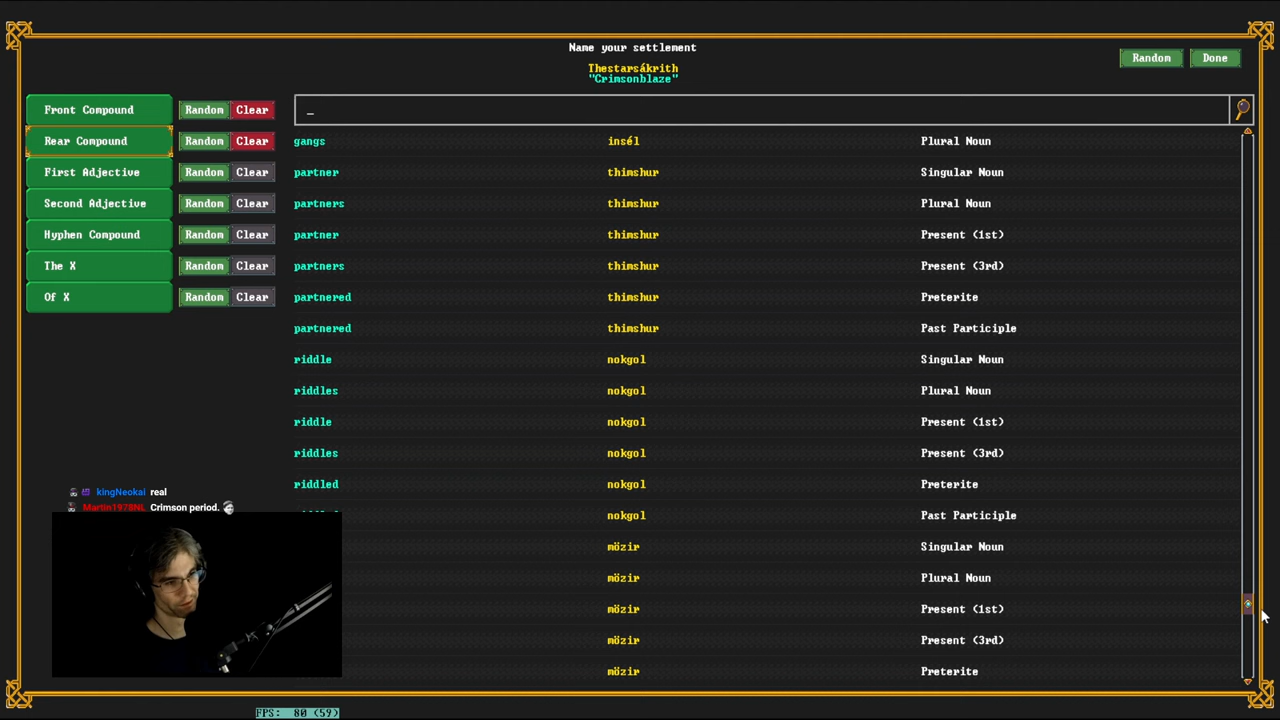 Name your settlement
Thestarsákrith
"Crimsonblaze"
Random Done
Front Compound Random Clear _
Rear Compound Random Clear gangs insél Plural Noun
First Adjective Random Clear partner thimshur Singular Noun
Second Adjective Random Clear partners thimshur Plural Noun
Hyphen Compound Random Clear partner thimshur Present (1st)
The X Random Clear partners thimshur Present (3rd)
Of X Random Clear partnered thimshur Preterite
partnered thimshur Past Participle
riddle nokgol Singular Noun
riddles nokgol Plural Noun
riddle nokgol Present (1st)
riddles nokgol Present (3rd)
riddled nokgol Preterite
kingNeokai real
Martin1978NL Crimson period.
nokgol Past Participle
mözir Singular Noun
mözir Plural Noun
mözir Present (1st)
mözir Present (3rd)
mözir Preterite
FPS: 80 (59)